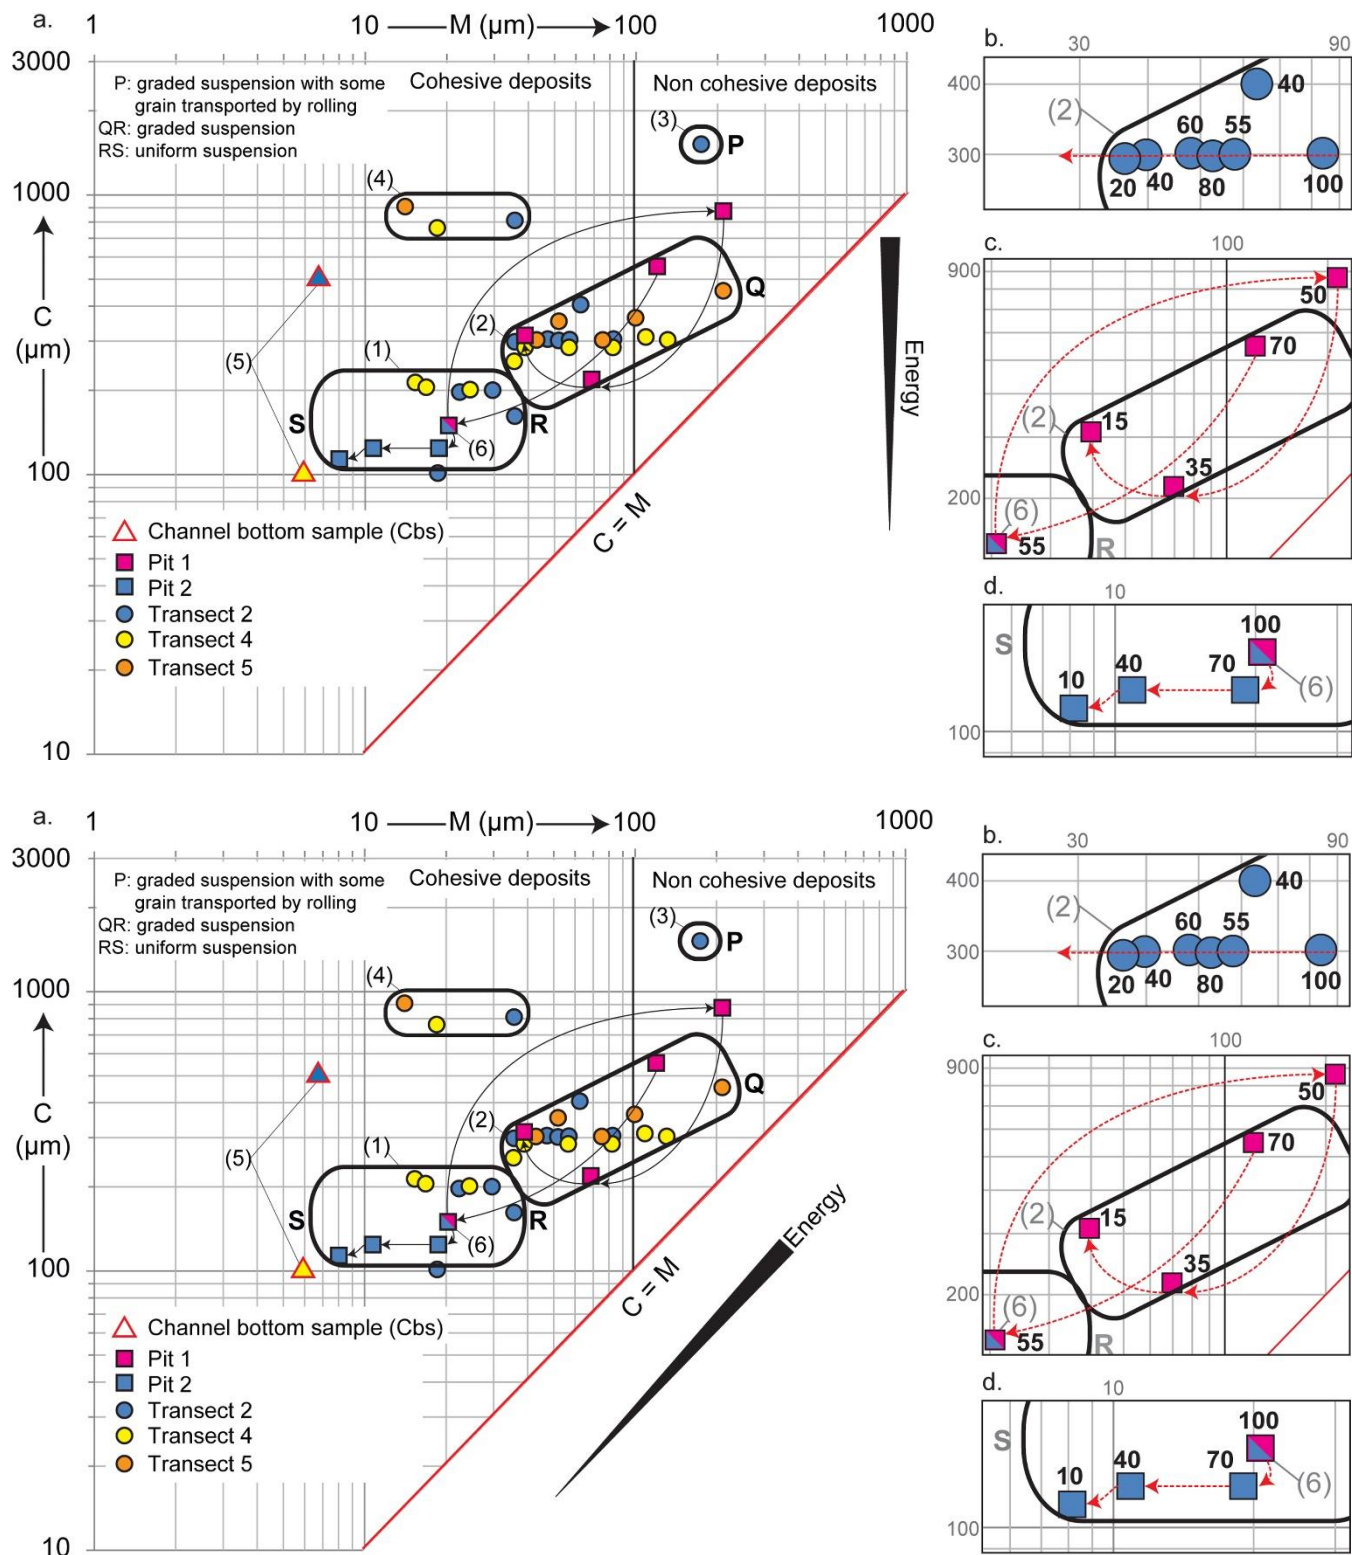 a.
1 10 M (µm) 100 1000
3000
P: graded suspension with some
grain transported by rolling
QR: graded suspension
RS: uniform suspension
Cohesive deposits
Non cohesive deposits
(3)
P
(4)
1000
C
(µm)
(5)
(2)
Q
(1)
S
R
(6)
100
C = M
Energy
Channel bottom sample (Cbs)
Pit 1
Pit 2
Transect 2
Transect 4
Transect 5
10
b.
30 90
400
40
(2)
60 55
300
20 40 80 100
c.
100
900
50
70
(2)
15
35
200
(6)
55
R
d.
10
S
100
10 40 70
(6)
100
a.
1 10 M (µm) 100 1000
3000
P: graded suspension with some
grain transported by rolling
QR: graded suspension
RS: uniform suspension
Cohesive deposits
Non cohesive deposits
(3)
P
(4)
1000
C
(µm)
(5)
(2)
Q
(1)
S
R
(6)
100
C = M
Energy
Channel bottom sample (Cbs)
Pit 1
Pit 2
Transect 2
Transect 4
Transect 5
10
b.
30 90
400
40
(2)
60 55
300
20 40 80 100
c.
100
900
50
70
(2)
15
35
200
(6)
55
R
d.
10
S
100
10 40 70
(6)
100